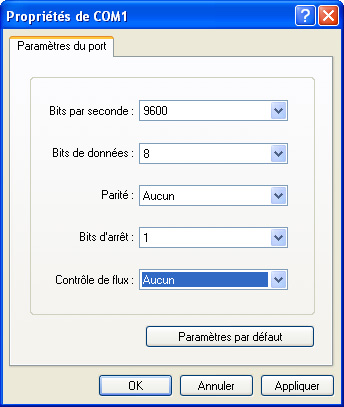 Propriétés de COM1
Paramètres du port
Bits par seconde : 9600
Bits de données : 8
Parité : Aucun
Bits d'arrêt : 1
Contrôle de flux : Aucun
Paramètres par défaut
OK Annuler Appliquer